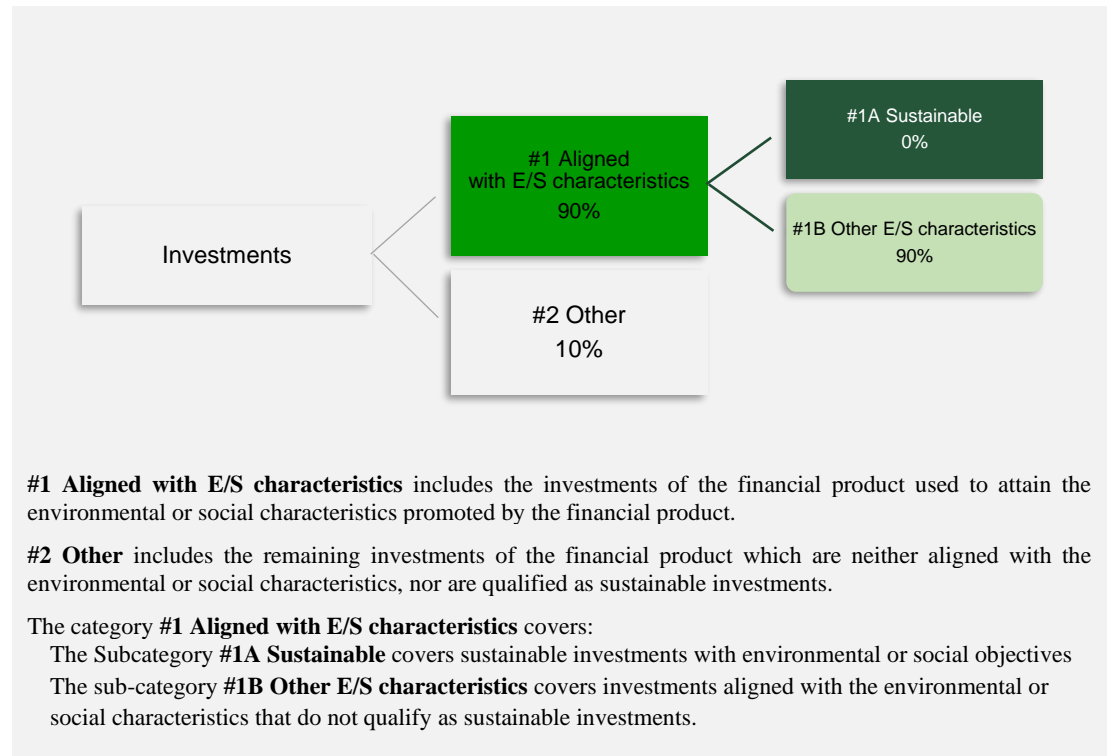 #1A Sustainable
0%
#1 Aligned
with E/S characteristics
90%
#1B Other E/S characteristics
90%
Investments
#2 Other
10%
#1 Aligned with E/S characteristics includes the investments of the financial product used to attain the
environmental or social characteristics promoted by the financial product.
#2 Other includes the remaining investments of the financial product which are neither aligned with the
environmental or social characteristics, nor are qualified as sustainable investments.
The category #1 Aligned with E/S characteristics covers:
The Subcategory #1A Sustainable covers sustainable investments with environmental or social objectives
The sub-category #1B Other E/S characteristics covers investments aligned with the environmental or
social characteristics that do not qualify as sustainable investments.